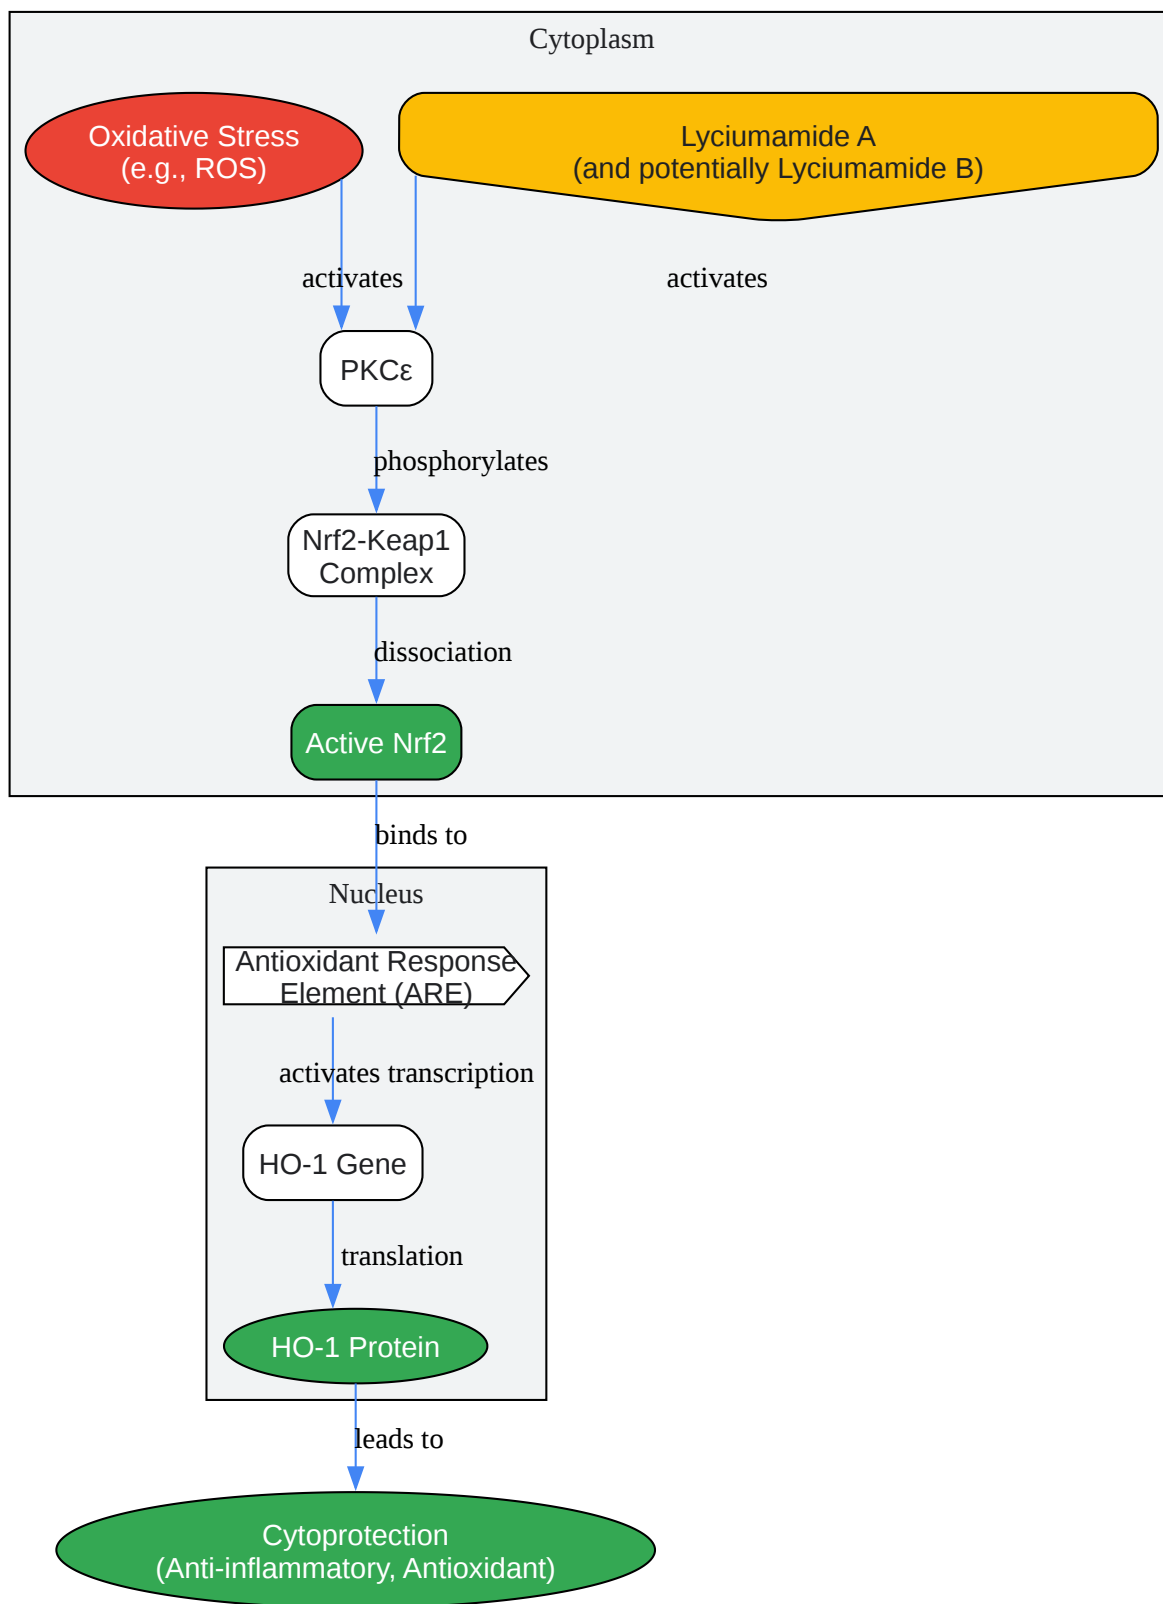 Cytoplasm
Oxidative Stress
(e.g., ROS)
Lyciumamide A
(and potentially Lyciumamide B)
activates
activates
PKCε
phosphorylates
Nrf2-Keap1
Complex
dissociation
Active Nrf2
binds to
Nucleus
Antioxidant Response
Element (ARE)
activates transcription
HO-1 Gene
translation
HO-1 Protein
leads to
Cytoprotection
(Anti-inflammatory, Antioxidant)